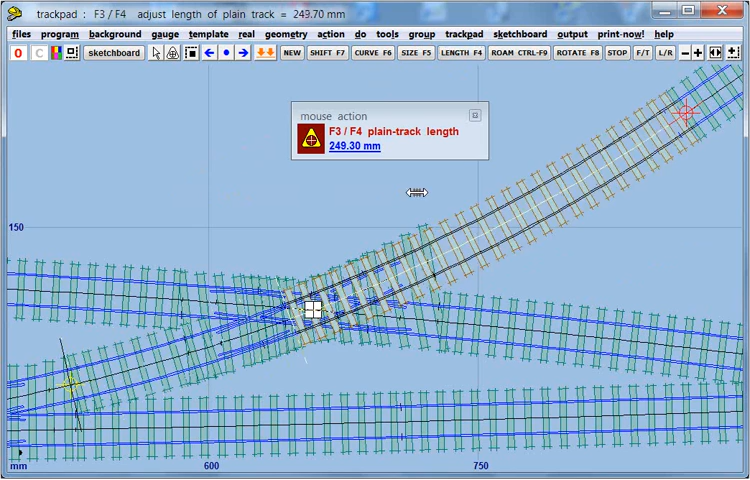 trackpad : F3 / F4 adjust length of plain track = 249.70 mm
files program background gauge template real geometry action do tools group trackpad sketchboard output print-now! help
0 C sketchboard NEW SHIFT F7 CURVE F6 SIZE F5 LENGTH F4 ROAM CTRL-F9 ROTATE F8 STOP F/T L/R
mouse action
F3 / F4 plain-track length
249.30 mm
150
mm 600 750